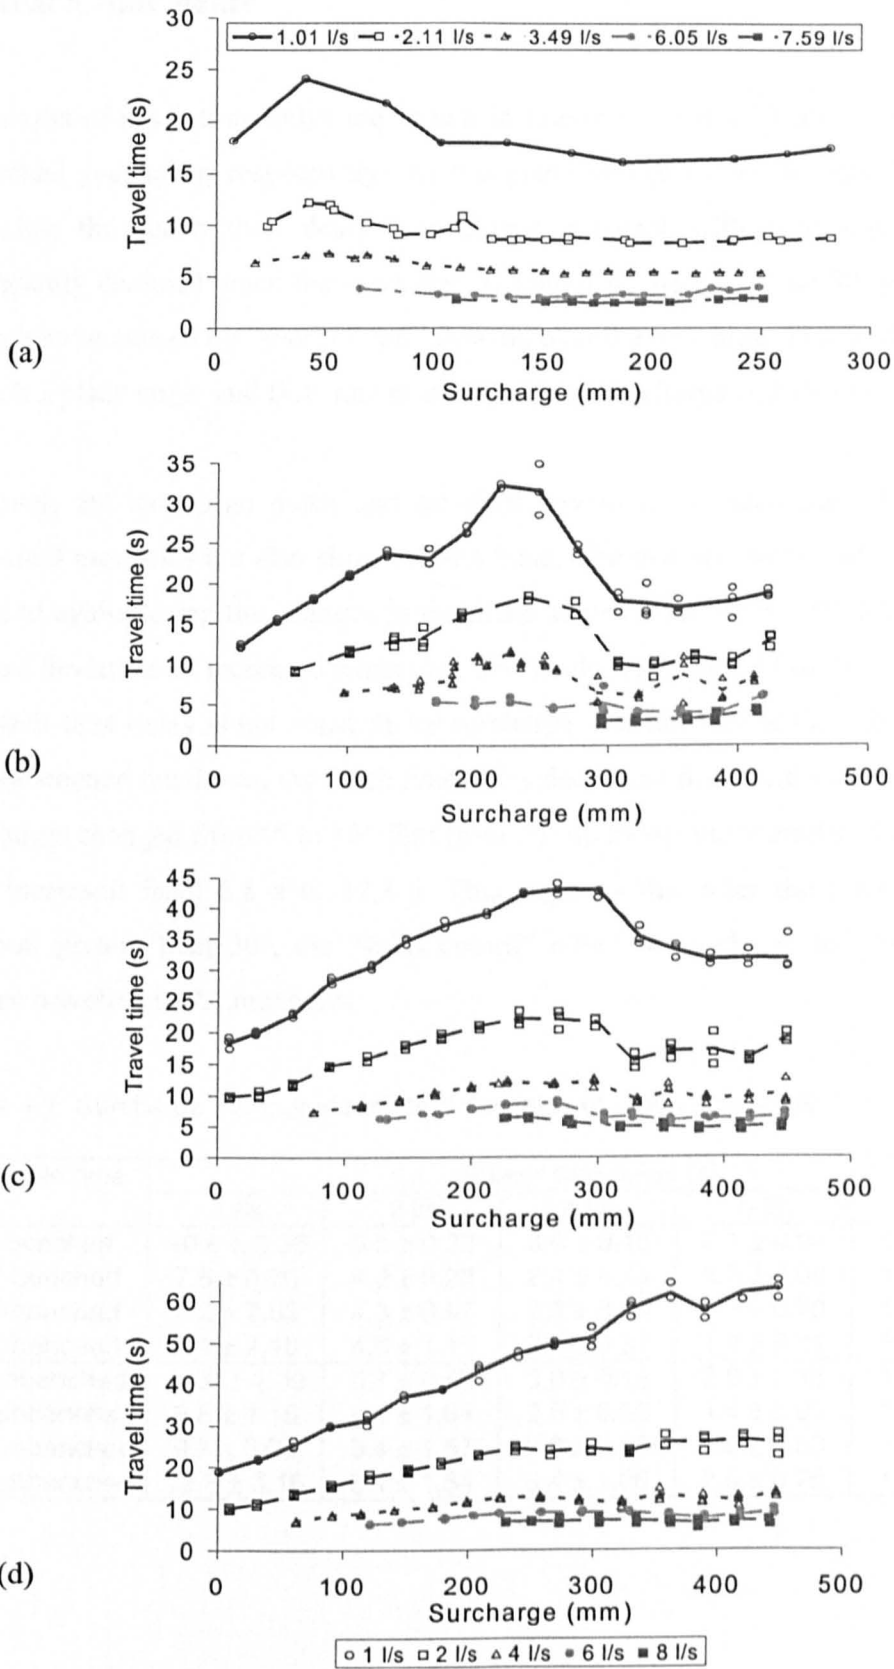 30
1.01 l/s 2.11 l/s 3.49 l/s 6.05 l/s 7.59 l/s
25
20
15
10
5
0
Travel time (s)
0 50 100 150 200 250 300
Surcharge (mm)
(a)
35
30
25
20
15
10
5
0
Travel time (s)
0 100 200 300 400 500
Surcharge (mm)
(b)
45
40
35
30
25
20
15
10
5
0
Travel time (s)
0 100 200 300 400 500
Surcharge (mm)
(c)
60
50
40
30
20
10
0
Travel time (s)
0 100 200 300 400 500
Surcharge (mm)
(d)
1 l/s 2 l/s 4 l/s 6 l/s 8 l/s